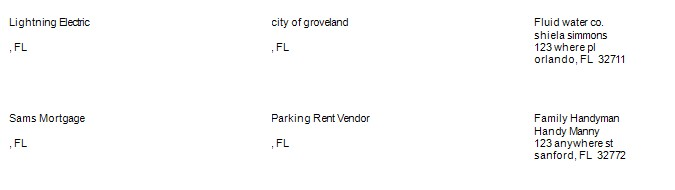 Lightning Electric
, FL
city of groveland
, FL
Fluid water co.
shiela simmons
123 where pl
orlando, FL 32711
Sams Mortgage
, FL
Parking Rent Vendor
, FL
Family Handyman
Handy Manny
123 anywhere st
sanford, FL 32772